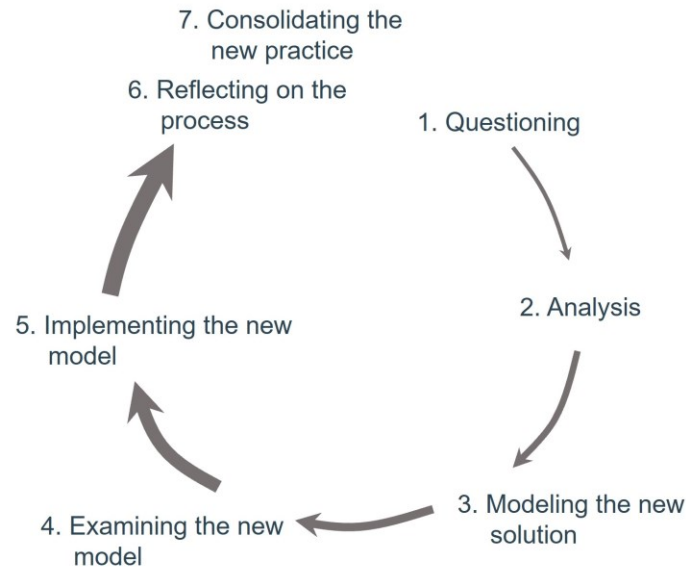 7. Consolidating the
new practice
6. Reflecting on the
process
1. Questioning
2. Analysis
5. Implementing the new
model
3. Modeling the new
solution
4. Examining the new
model